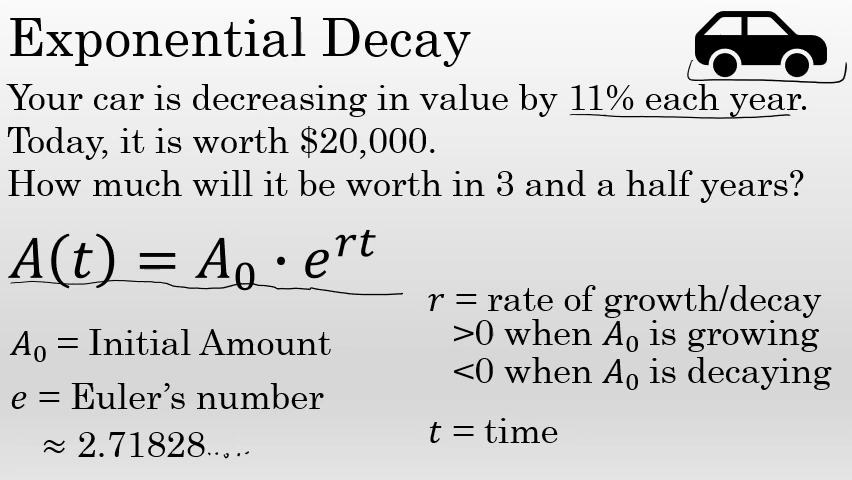 Exponential Decay
Your car is decreasing in value by 11% each year.
Today, it is worth $20,000.
How much will it be worth in 3 and a half years?
A(t) = A₀ · e^{rt}
A₀ = Initial Amount
e = Euler’s number
≈ 2.71828.....
r = rate of growth/decay
>0 when A₀ is growing
<0 when A₀ is decaying
t = time